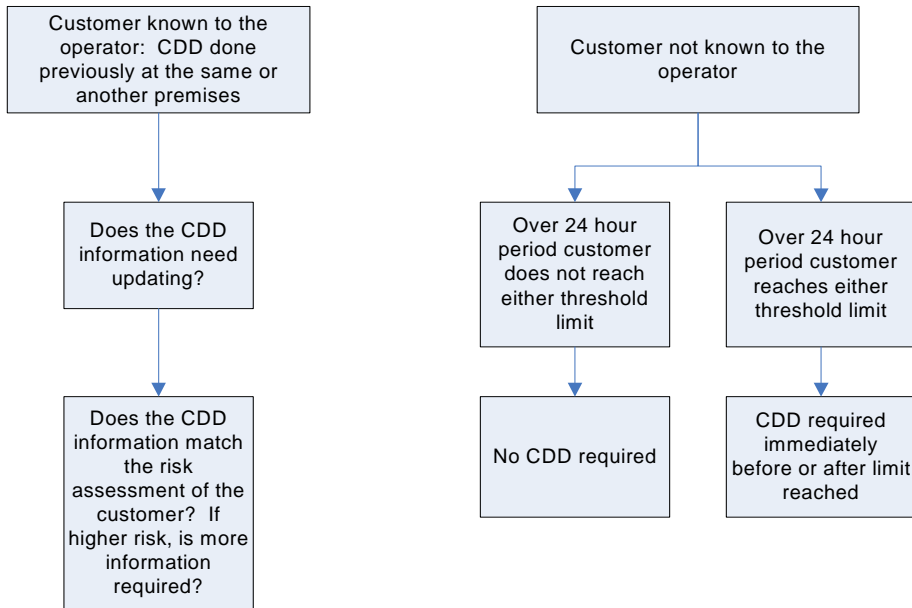 Customer known to
the operator: CDD done
previously at the same or
another premises
Does the CDD
information need
updating?
Does the CDD
information match
the risk
assessment of the
customer? If
higher risk, is more
information
required?
Customer not known to the
operator
Over 24 hour
period customer
does not reach
either threshold
limit
No CDD required
Over 24 hour
period customer
reaches either
threshold limit
CDD required
immediately
before or after limit
reached